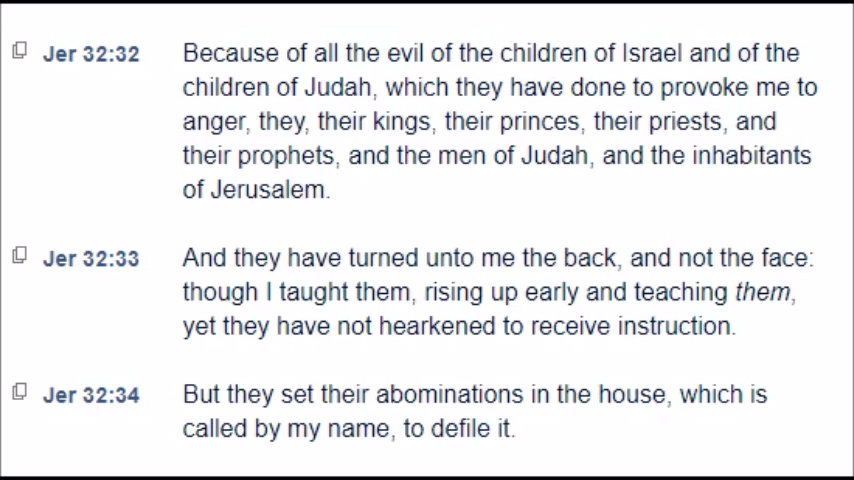 Jer 32:32 Because of all the evil of the children of Israel and of the
children of Judah, which they have done to provoke me to
anger, they, their kings, their princes, their priests, and
their prophets, and the men of Judah, and the inhabitants
of Jerusalem.
Jer 32:33 And they have turned unto me the back, and not the face:
though I taught them, rising up early and teaching them,
yet they have not hearkened to receive instruction.
Jer 32:34 But they set their abominations in the house, which is
called by my name, to defile it.